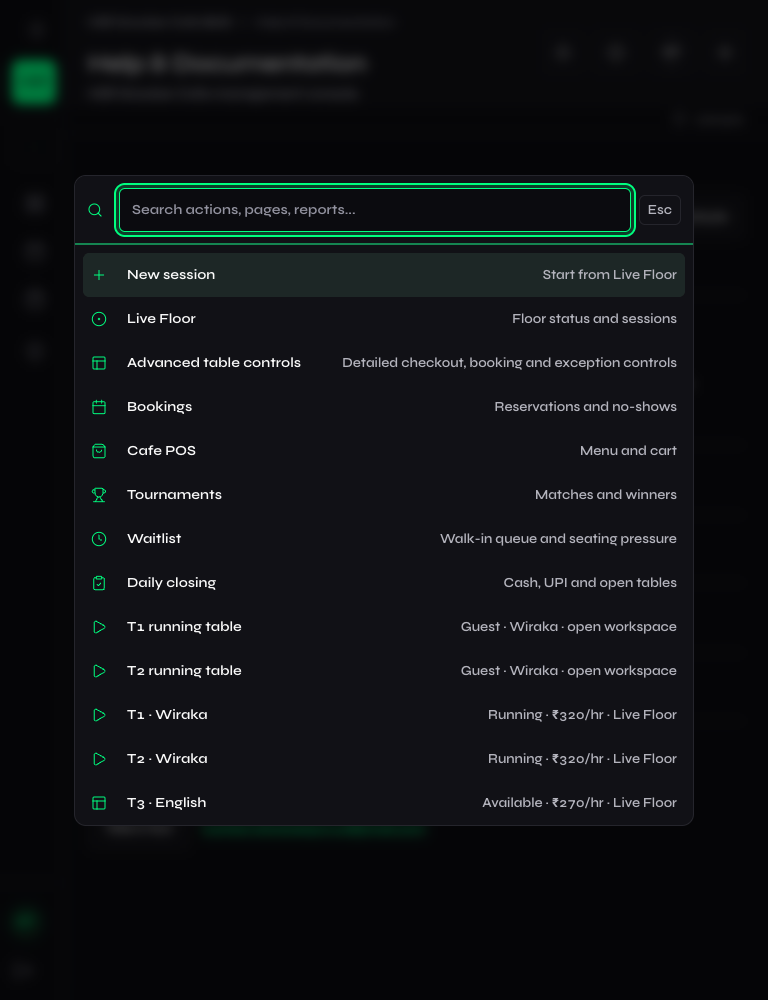 Help & Documentation
Search actions, pages, reports...
Esc
New session Start from Live Floor
Live Floor Floor status and sessions
Advanced table controls Detailed checkout, booking and exception controls
Bookings Reservations and no-shows
Cafe POS Menu and cart
Tournaments Matches and winners
Waitlist Walk-in queue and seating pressure
Daily closing Cash, UPI and open tables
T1 running table Guest · Wiraka · open workspace
T2 running table Guest · Wiraka · open workspace
T1 · Wiraka Running · ₹320/hr · Live Floor
T2 · Wiraka Running · ₹320/hr · Live Floor
T3 · English Available · ₹270/hr · Live Floor